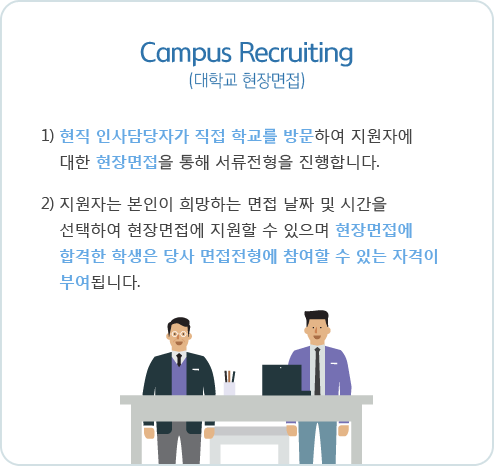 Campus Recruiting
(대학교 현장면접)
1) 현직 인사담당자가 직접 학교를 방문하여 지원자에
대한 현장면접을 통해 서류전형을 진행합니다.
2) 지원자는 본인이 희망하는 면접 날짜 및 시간을
선택하여 현장면접에 지원할 수 있으며 현장면접에
합격한 학생은 당사 면접전형에 참여할 수 있는 자격이
부여됩니다.